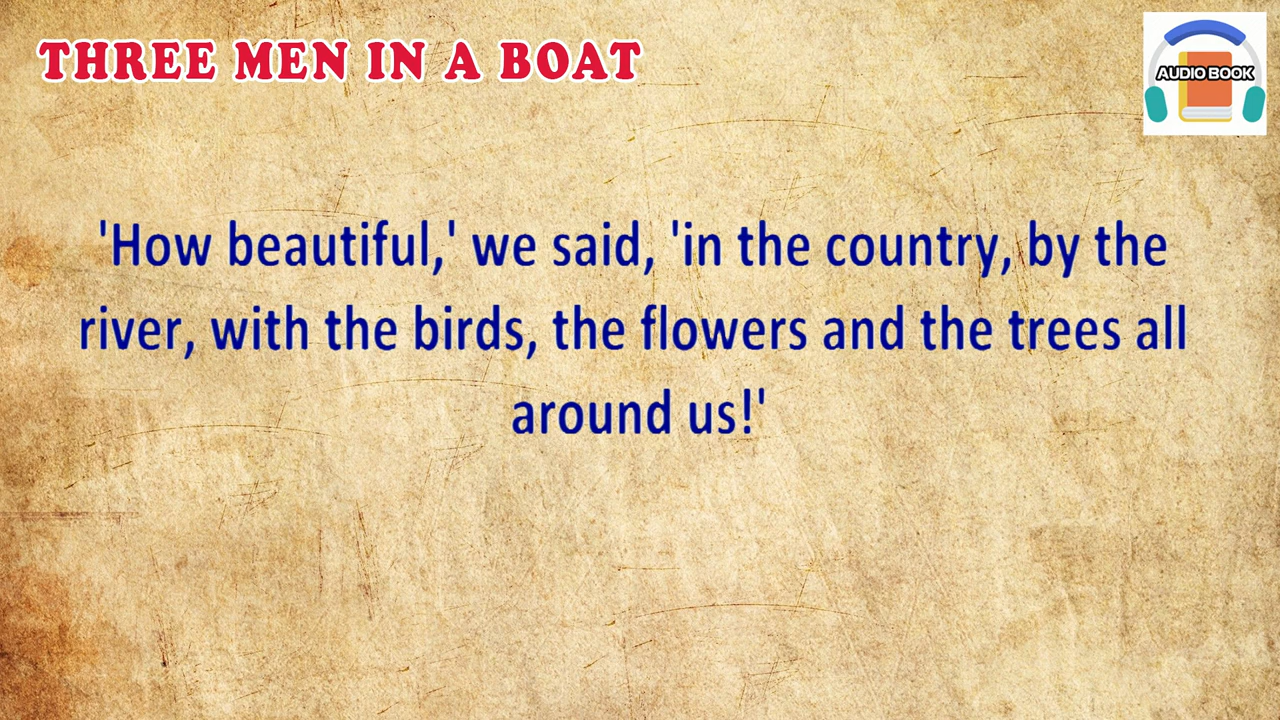 THREE MEN IN A BOAT
AUDIO BOOK
'How beautiful,' we said, 'in the country, by the
river, with the birds, the flowers and the trees all
around us!'